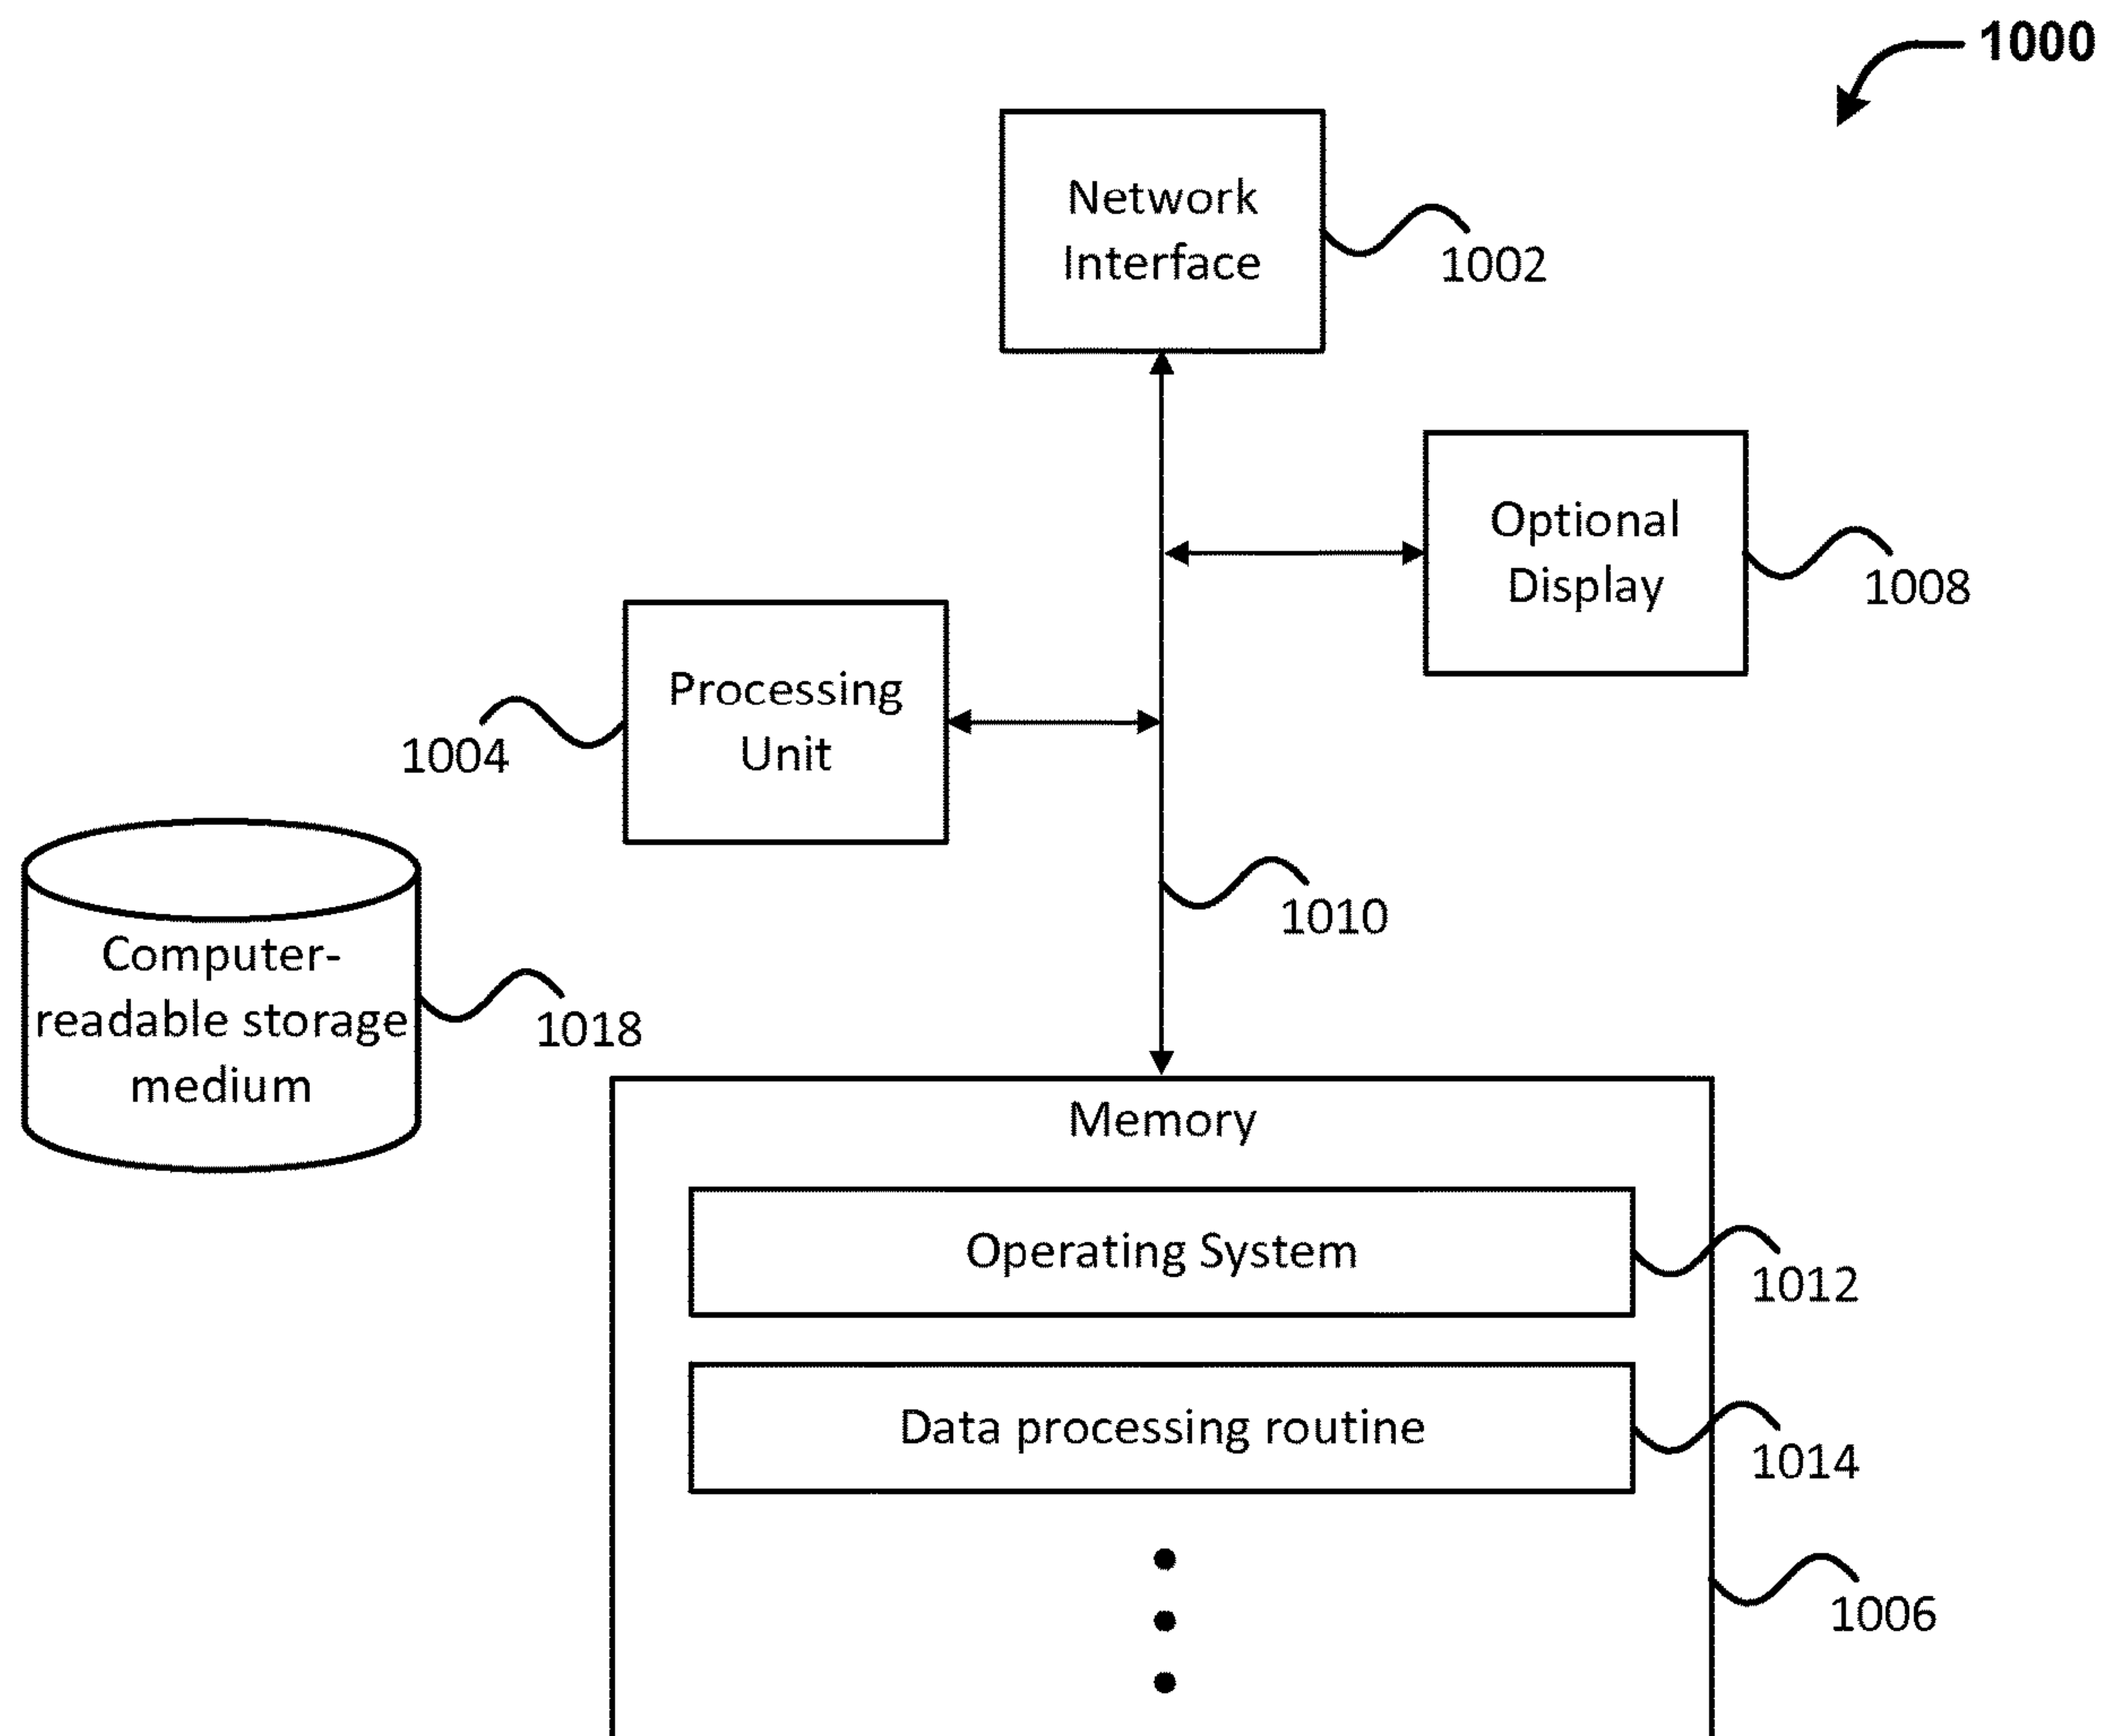 1000
Network
Interface
1002
Optional
Display
1008
Processing
Unit
1004
1010
Computer-
readable storage
medium
1018
Memory
Operating System
1012
Data processing routine
1014
1006